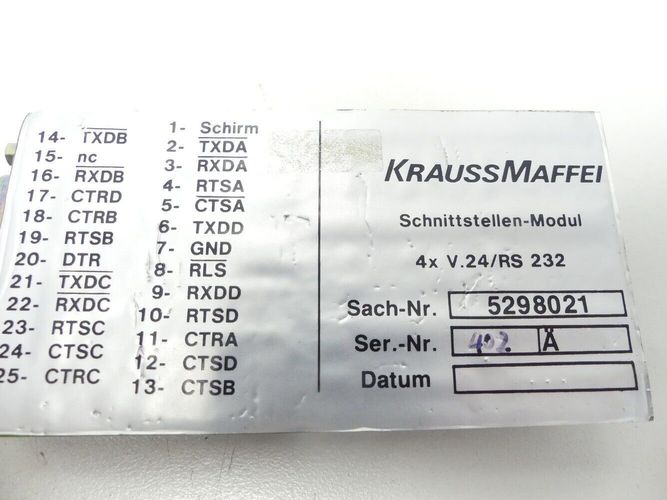 14- TXDB
15- nc
16- RXDB
17- CTRD
18- CTRB
19- RTSB
20- DTR
21- TXDC
22- RXDC
23- RTSC
24- CTSC
25- CTRC
1- Schirm
2- TXDA
3- RXDA
4- RTSA
5- CTSA
6- TXDD
7- GND
8- RLS
9- RXDD
10- RTSD
11- CTRA
12- CTSD
13- CTSB
KRAUSSMAFFEI
Schnittstellen-Modul
4x V.24/RS 232
Sach-Nr. 5298021
Ser.-Nr. 402 Ä
Datum